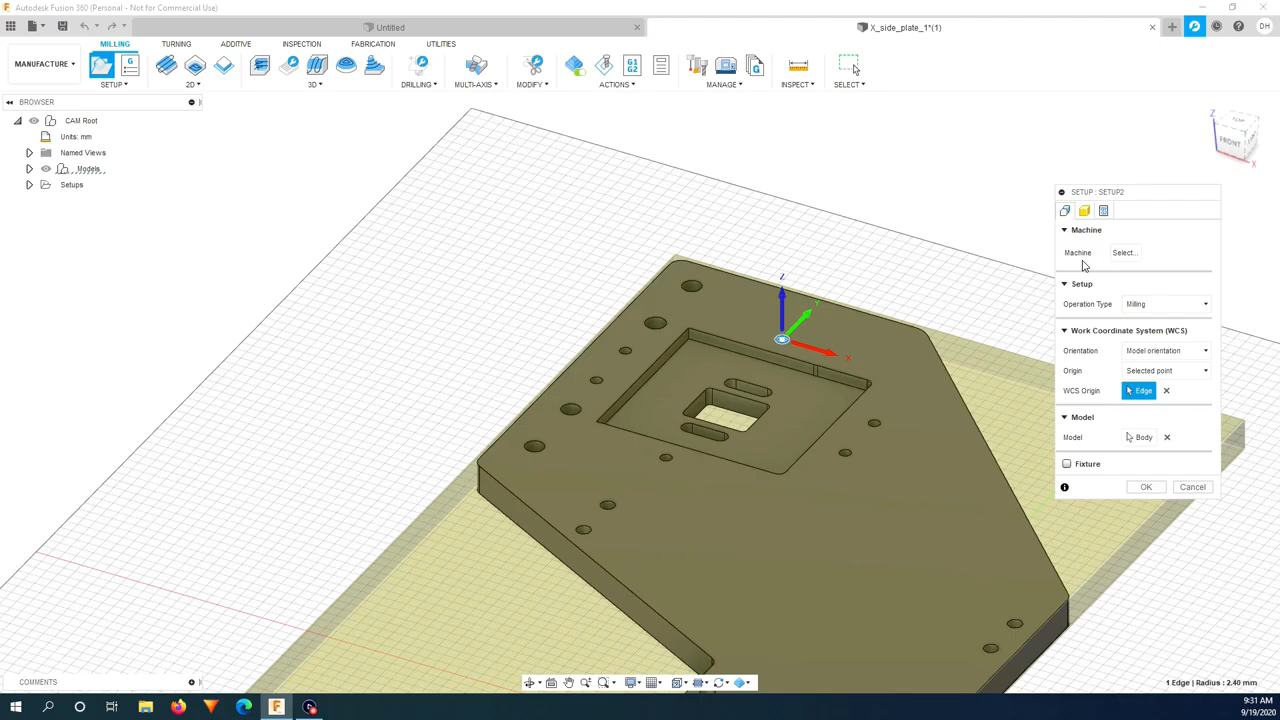 Autodesk Fusion 360 (Personal - Not for Commercial Use)
Untitled
X_side_plate_1*(1)
DH
MANUFACTURE
MILLING
TURNING
ADDITIVE
INSPECTION
FABRICATION
UTILITIES
G1
G2
G
SETUP
2D
3D
DRILLING
MULTI-AXIS
MODIFY
ACTIONS
MANAGE
INSPECT
SELECT
BROWSER
CAM Root
Units: mm
Named Views
Models
Setups
Z
TOP
FRONT
X
Z
Y
X
SETUP : SETUP2
Machine
Machine Select...
Setup
Operation Type Milling
Work Coordinate System (WCS)
Orientation Model orientation
Origin Selected point
WCS Origin Edge
Model
Model Body
Fixture
OK Cancel
COMMENTS
1 Edge | Radius : 2.40 mm
9:31 AM
9/19/2020